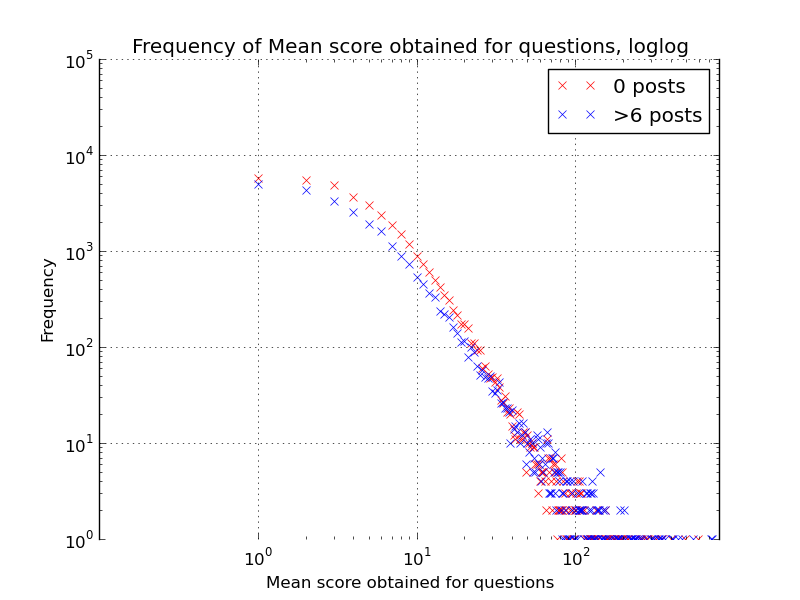 Frequency of Mean score obtained for questions, loglog
10^5
0 posts
>6 posts
10^4
10^3
Frequency
10^2
10^1
10^0
10^0 10^1 10^2
Mean score obtained for questions